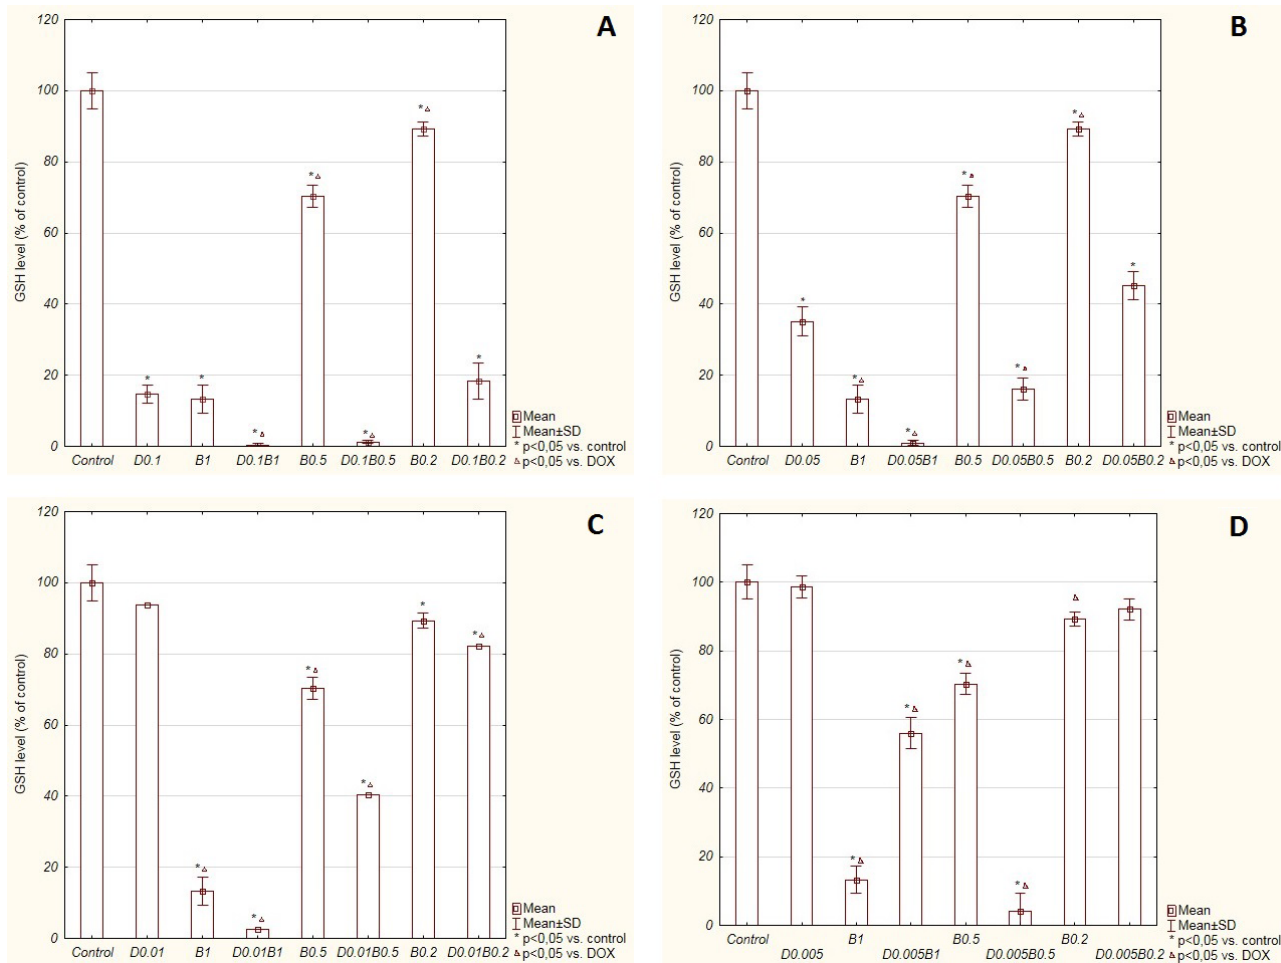 A
120
100
80
60
40
20
0
GSH level (% of control)
* △
* △
* △
* △
*
*
*
Control D0.1 B1 D0.1B1 B0.5 D0.1B0.5 B0.2 D0.1B0.2
Mean
Mean±SD
* p<0,05 vs. control
△ p<0,05 vs. DOX
B
120
100
80
60
40
20
0
GSH level (% of control)
* △
* △
*
*
* △
* △
* △
Control D0.05 B1 D0.05B1 B0.5 D0.05B0.5 B0.2 D0.05B0.2
Mean
Mean±SD
* p<0,05 vs. control
△ p<0,05 vs. DOX
C
120
100
80
60
40
20
0
GSH level (% of control)
*
* △
* △
* △
* △
* △
Control D0.01 B1 D0.01B1 B0.5 D0.01B0.5 B0.2 D0.01B0.2
Mean
Mean±SD
* p<0,05 vs. control
△ p<0,05 vs. DOX
D
120
100
80
60
40
20
0
GSH level (% of control)
△
* △
* △
* △
* △
Control B1 B0.5 B0.2
D0.005 D0.005B1 D0.005B0.5 D0.005B0.2
Mean
Mean±SD
* p<0,05 vs. control
△ p<0,05 vs. DOX